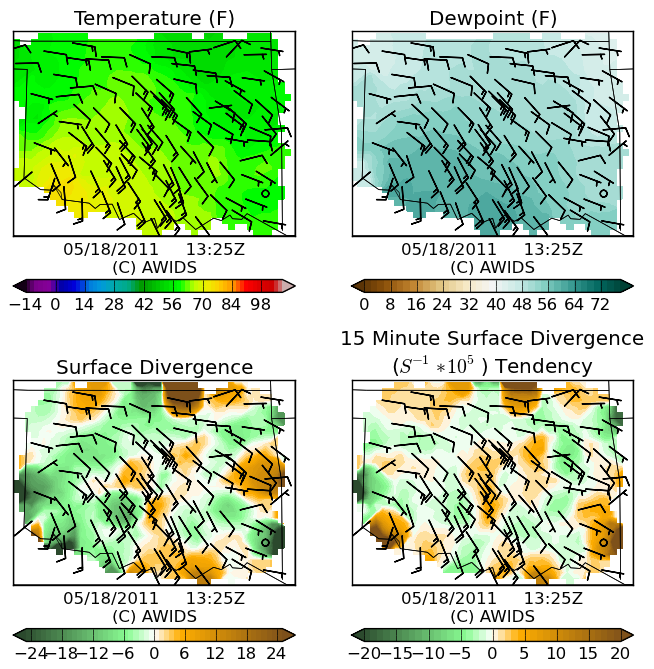 Temperature (F)
05/18/2011 13:25Z
(C) AWIDS
−14 0 14 28 42 56 70 84 98
Dewpoint (F)
05/18/2011 13:25Z
(C) AWIDS
0 8 16 24 32 40 48 56 64 72
Surface Divergence
05/18/2011 13:25Z
(C) AWIDS
−24 −18 −12 −6 0 6 12 18 24
15 Minute Surface Divergence
(S⁻¹ *10⁵ ) Tendency
05/18/2011 13:25Z
(C) AWIDS
−20 −15 −10 −5 0 5 10 15 20